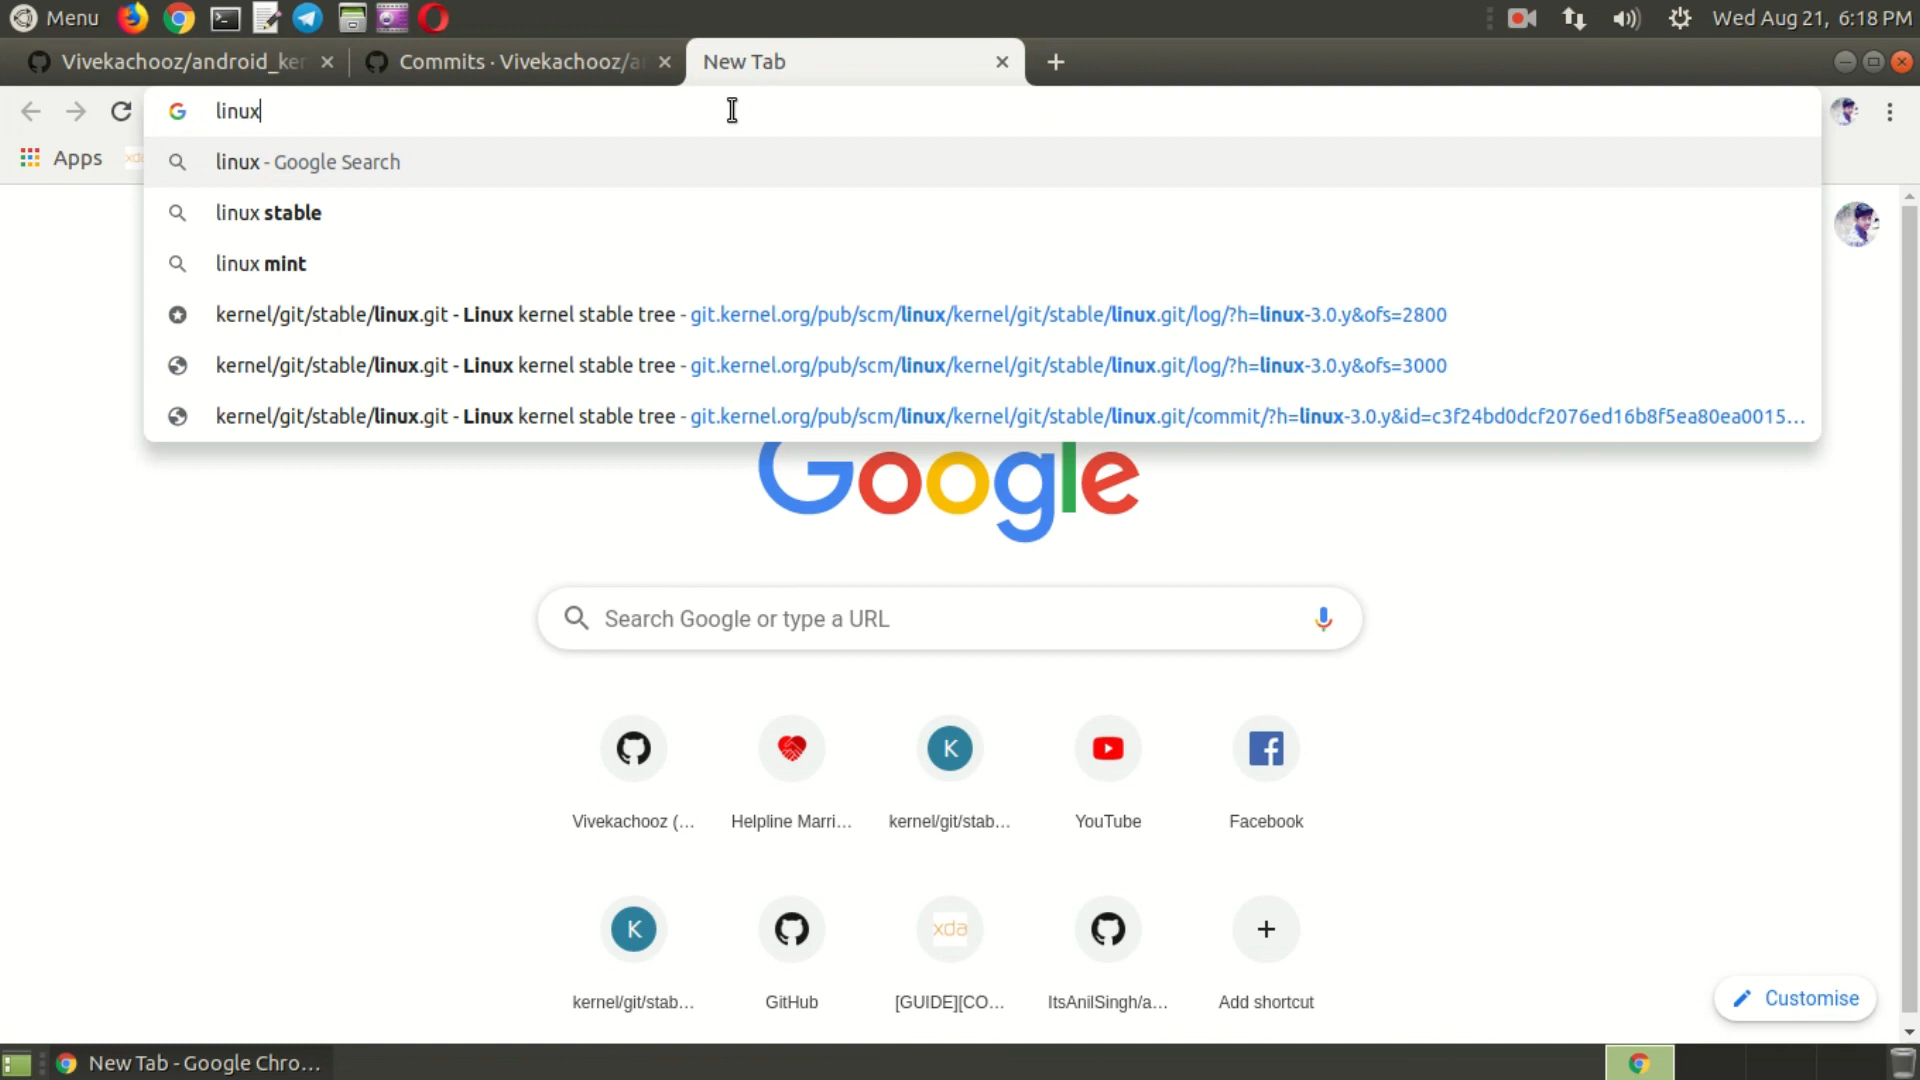 Menu
Wed Aug 21, 6:18 PM
Vivekachooz/android_ker
Commits · Vivekachooz/a
New Tab
linux
Apps
linux - Google Search
linux stable
linux mint
kernel/git/stable/linux.git - Linux kernel stable tree - git.kernel.org/pub/scm/linux/kernel/git/stable/linux.git/log/?h=linux-3.0.y&ofs=2800
kernel/git/stable/linux.git - Linux kernel stable tree - git.kernel.org/pub/scm/linux/kernel/git/stable/linux.git/log/?h=linux-3.0.y&ofs=3000
kernel/git/stable/linux.git - Linux kernel stable tree - git.kernel.org/pub/scm/linux/kernel/git/stable/linux.git/commit/?h=linux-3.0.y&id=c3f24bd0dcf2076ed16b8f5ea80ea0015...
Google
Search Google or type a URL
K
Vivekachooz (...
Helpline Marri...
kernel/git/stab...
YouTube
Facebook
K
xda
kernel/git/stab...
GitHub
[GUIDE][CO...
ItsAnilSingh/a...
Add shortcut
Customise
New Tab - Google Chro...